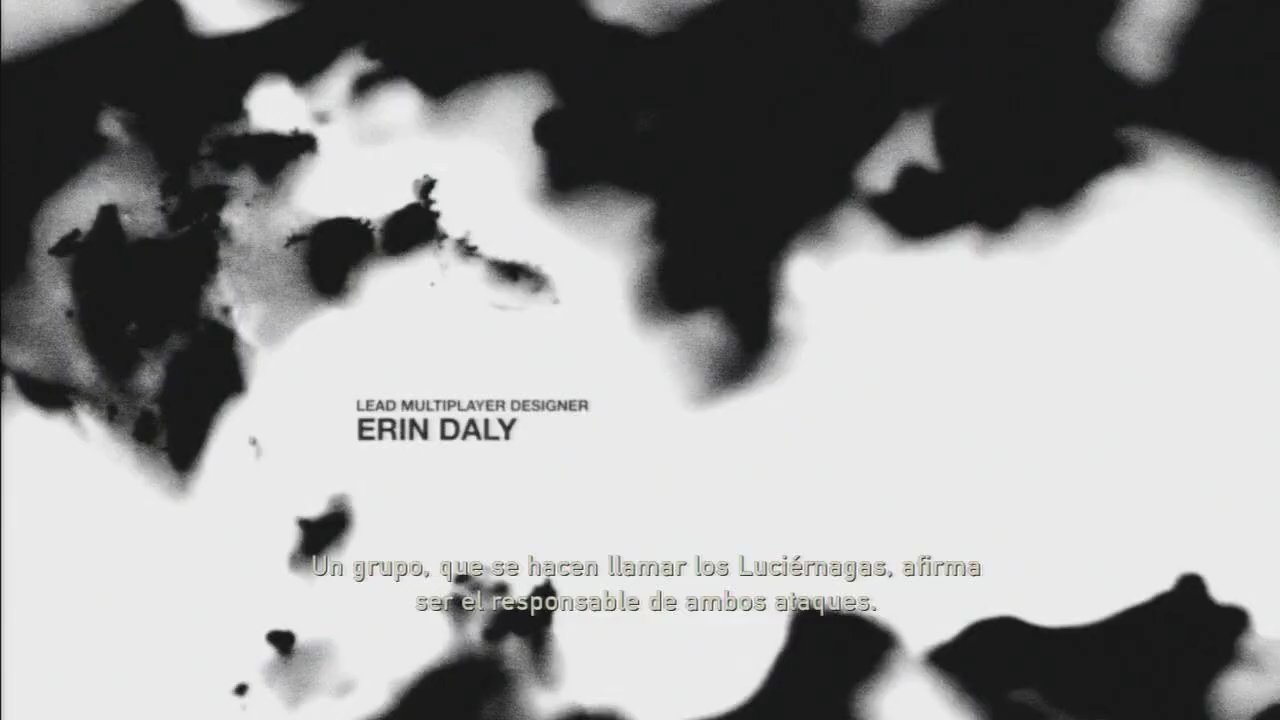 LEAD MULTIPLAYER DESIGNER
ERIN DALY
Un grupo, que se hacen llamar los Luciérnagas, afirma
ser el responsable de ambos ataques.